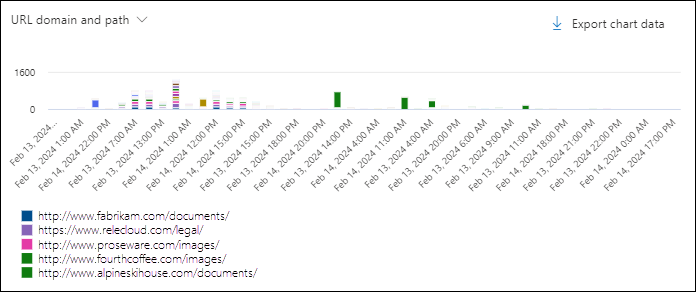 URL domain and path
Export chart data
1600
0
Feb 13, 2024...
Feb 13, 2024 1:00 AM
Feb 14, 2024 22:00 PM
Feb 13, 2024 7:00 AM
Feb 13, 2024 13:00 PM
Feb 14, 2024 1:00 AM
Feb 14, 2024 12:00 PM
Feb 14, 2024 15:00 PM
Feb 13, 2024 15:00 PM
Feb 13, 2024 18:00 PM
Feb 14, 2024 20:00 PM
Feb 13, 2024 14:00 PM
Feb 13, 2024 4:00 AM
Feb 14, 2024 11:00 AM
Feb 13, 2024 4:00 AM
Feb 13, 2024 20:00 PM
Feb 14, 2024 6:00 AM
Feb 13, 2024 9:00 AM
Feb 13, 2024 11:00 AM
Feb 14, 2024 18:00 PM
Feb 13, 2024 21:00 PM
Feb 13, 2024 22:00 PM
Feb 14, 2024 0:00 AM
Feb 14, 2024 17:00 PM
http://www.fabrikam.com/documents/
https://www.relecloud.com/legal/
http://www.proseware.com/images/
http://www.fourthcoffee.com/images/
http://www.alpineskihouse.com/documents/